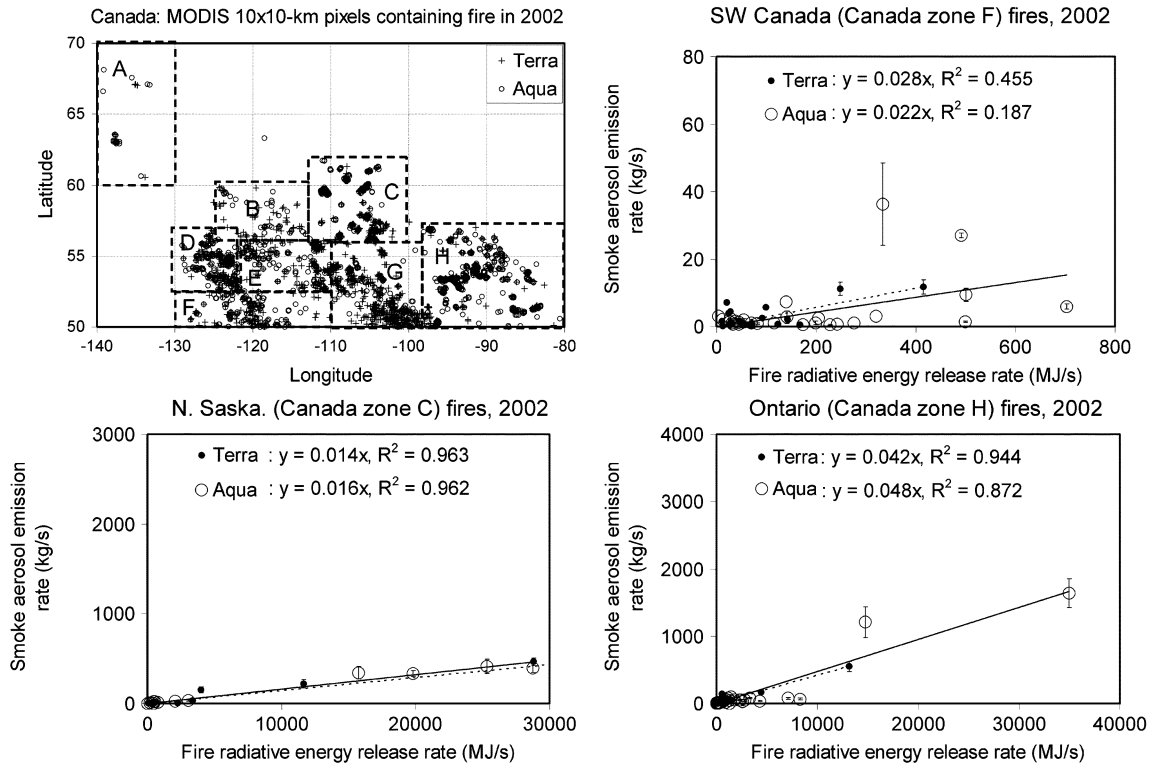 Canada: MODIS 10x10-km pixels containing fire in 2002
70
65
60
55
50
Latitude
-140
-130
-120
-110
-100
-90
-80
Longitude
+ Terra
○ Aqua
A
B
C
D
E
F
G
H
SW Canada (Canada zone F) fires, 2002
80
60
40
20
0
Smoke aerosol emission
rate (kg/s)
Terra : y = 0.028x, R² = 0.455
Aqua : y = 0.022x, R² = 0.187
0
200
400
600
800
Fire radiative energy release rate (MJ/s)
N. Saska. (Canada zone C) fires, 2002
3000
2000
1000
0
Smoke aerosol emission
rate (kg/s)
Terra : y = 0.014x, R² = 0.963
Aqua : y = 0.016x, R² = 0.962
0
10000
20000
30000
Fire radiative energy release rate (MJ/s)
Ontario (Canada zone H) fires, 2002
4000
3000
2000
1000
0
Smoke aerosol emission
rate (kg/s)
Terra : y = 0.042x, R² = 0.944
Aqua : y = 0.048x, R² = 0.872
0
10000
20000
30000
40000
Fire radiative energy release rate (MJ/s)